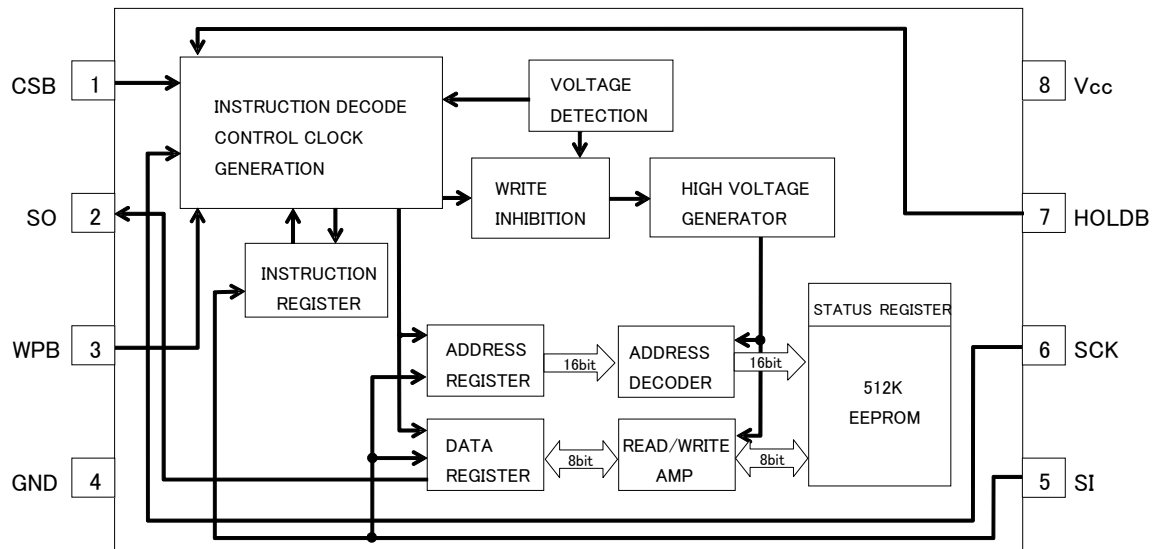 CSB
1
INSTRUCTION DECODE
CONTROL CLOCK
GENERATION
VOLTAGE
DETECTION
8
Vcc
SO
2
WRITE
INHIBITION
HIGH VOLTAGE
GENERATOR
7
HOLDB
INSTRUCTION
REGISTER
STATUS REGISTER
WPB
3
ADDRESS
REGISTER
16bit
ADDRESS
DECODER
16bit
6
SCK
512K
EEPROM
DATA
REGISTER
8bit
READ/WRITE
AMP
8bit
GND
4
5
SI